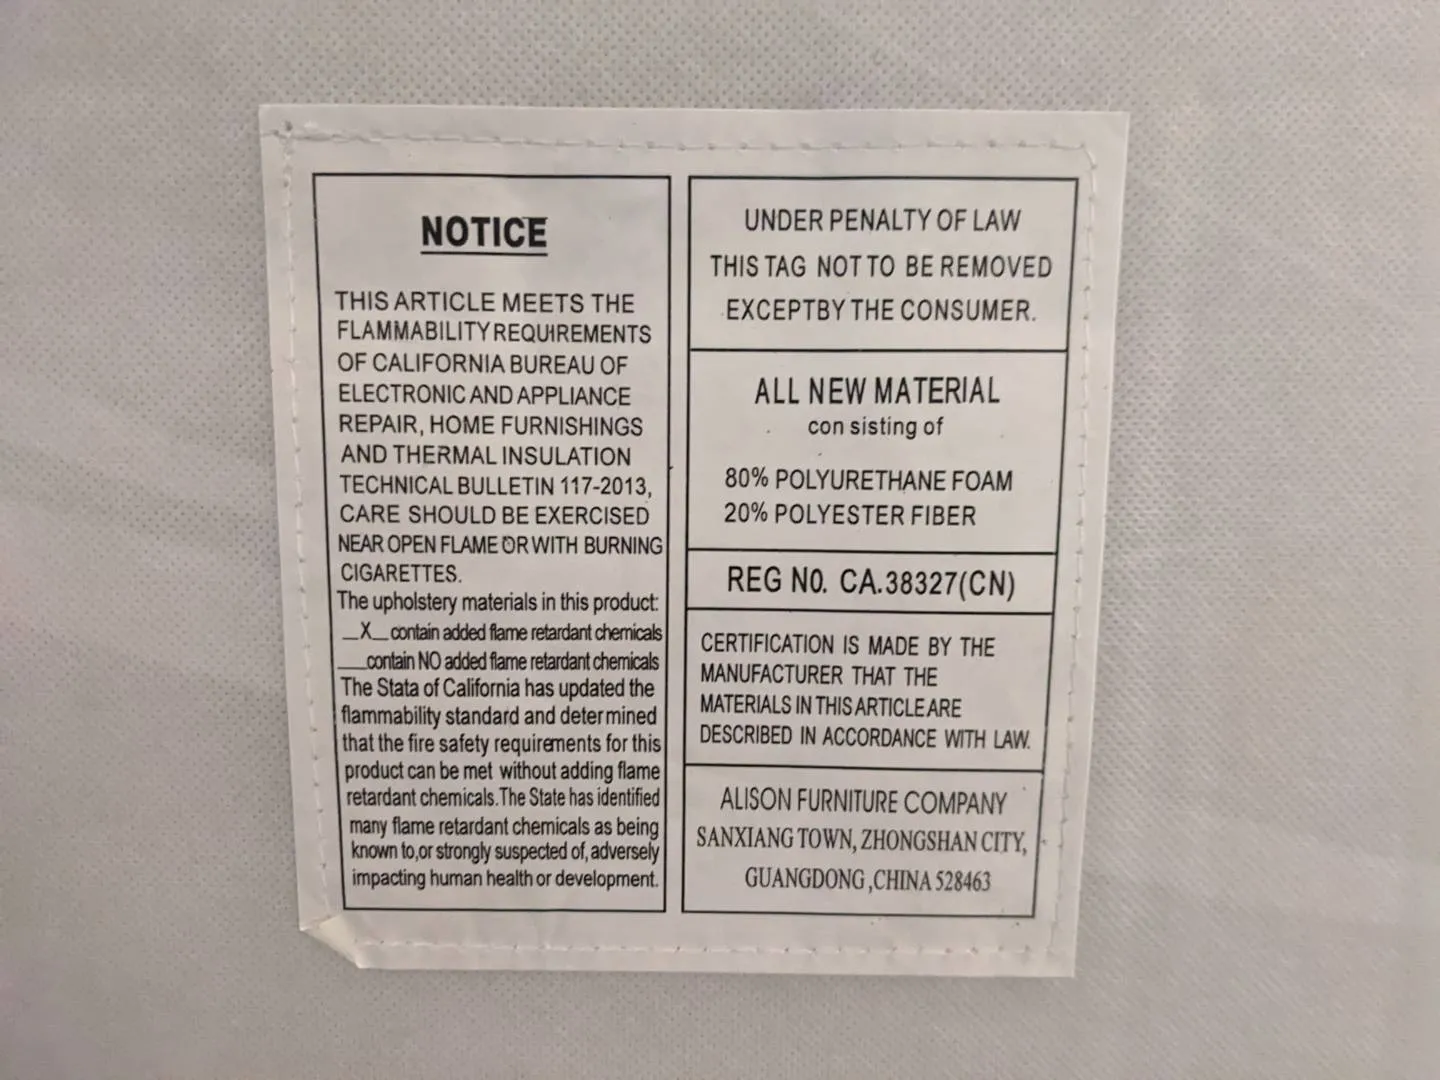 NOTICE
THIS ARTICLE MEETS THE
FLAMMABILITY REQUIREMENTS
OF CALIFORNIA BUREAU OF
ELECTRONIC AND APPLIANCE
REPAIR, HOME FURNISHINGS
AND THERMAL INSULATION
TECHNICAL BULLETIN 117-2013,
CARE SHOULD BE EXERCISED
NEAR OPEN FLAME OR WITH BURNING
CIGARETTES.
The upholstery materials in this product:
__X__contain added flame retardant chemicals
____contain NO added flame retardant chemicals
The Stata of California has updated the
flammability standard and determined
that the fire safety requirements for this
product can be met without adding flame
retardant chemicals.The State has identified
many flame retardant chemicals as being
known to,or strongly suspected of, adversely
impacting human health or development.
UNDER PENALTY OF LAW
THIS TAG NOT TO BE REMOVED
EXCEPTBY THE CONSUMER.
ALL NEW MATERIAL
con sisting of
80% POLYURETHANE FOAM
20% POLYESTER FIBER
REG NO. CA.38327(CN)
CERTIFICATION IS MADE BY THE
MANUFACTURER THAT THE
MATERIALS IN THIS ARTICLE ARE
DESCRIBED IN ACCORDANCE WITH LAW.
ALISON FURNITURE COMPANY
SANXIANG TOWN, ZHONGSHAN CITY,
GUANGDONG ,CHINA 528463